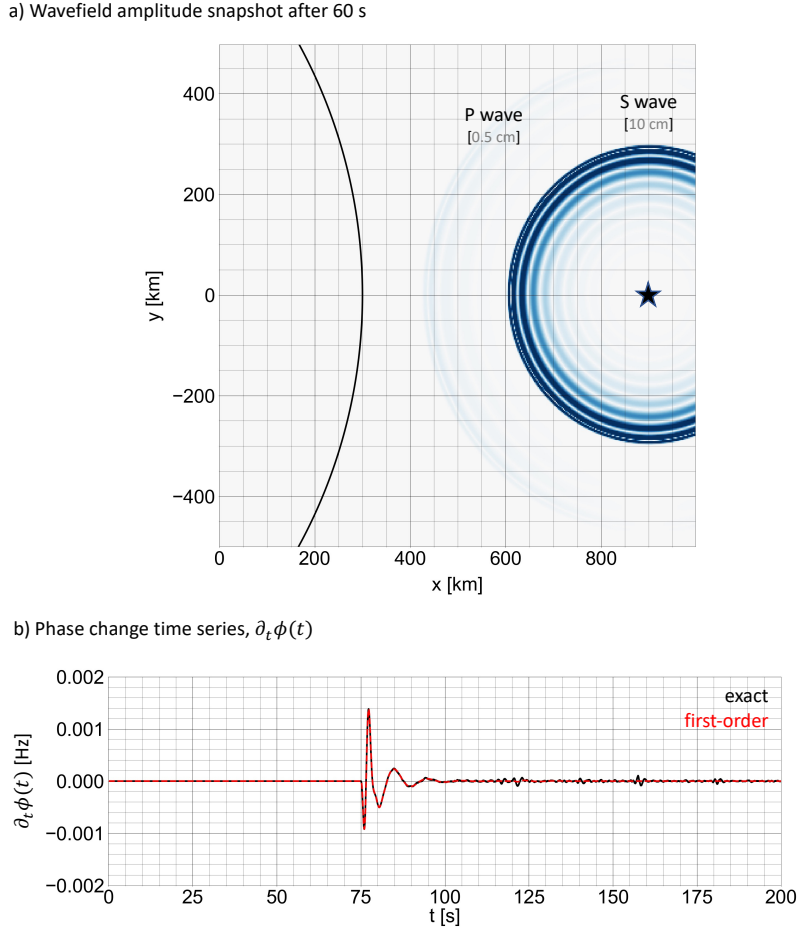 a) Wavefield amplitude snapshot after 60 s
400
200
0
−200
−400
y [km]
P wave
[0.5 cm]
S wave
[10 cm]
0 200 400 600 800
x [km]
b) Phase change time series, ∂ₜϕ(t)
0.002
0.001
0.000
−0.001
−0.002
∂ₜϕ(t) [Hz]
exact
first-order
0 25 50 75 100 125 150 175 200
t [s]